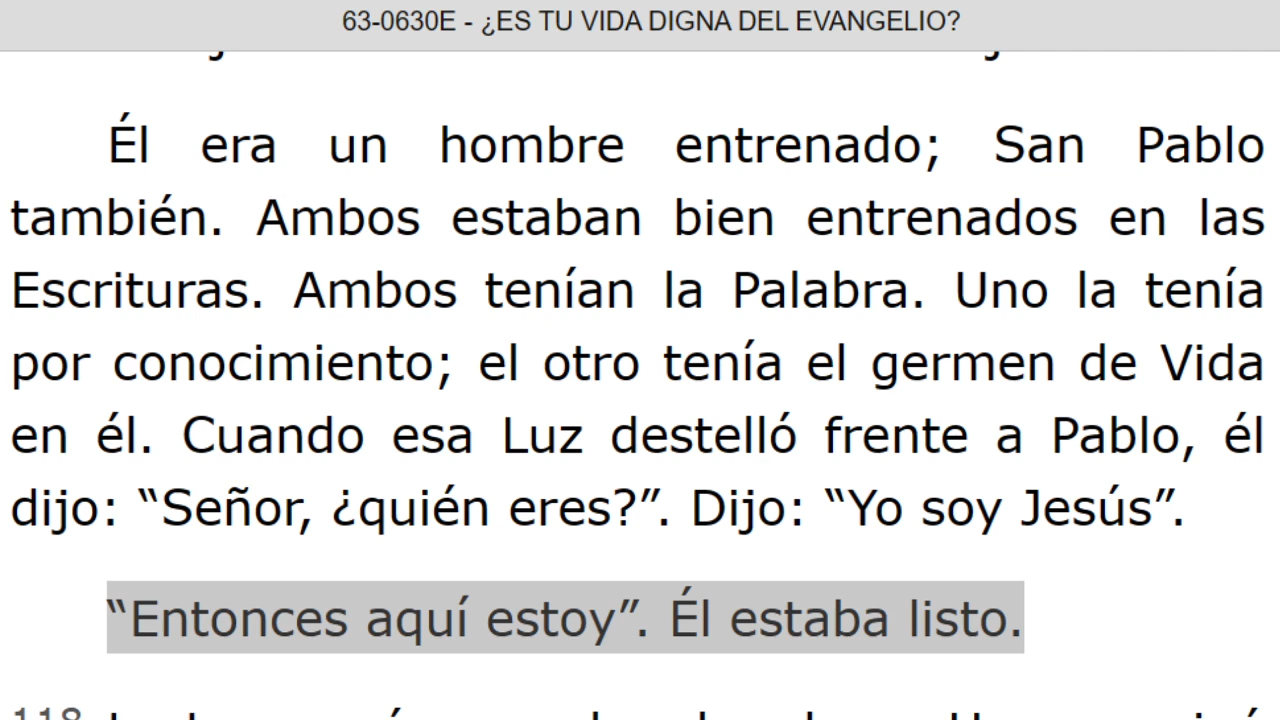 63-0630E - ¿ES TU VIDA DIGNA DEL EVANGELIO?
Él era un hombre entrenado; San Pablo
también. Ambos estaban bien entrenados en las
Escrituras. Ambos tenían la Palabra. Uno la tenía
por conocimiento; el otro tenía el germen de Vida
en él. Cuando esa Luz destelló frente a Pablo, él
dijo: “Señor, ¿quién eres?”. Dijo: “Yo soy Jesús”.
“Entonces aquí estoy”. Él estaba listo.
118